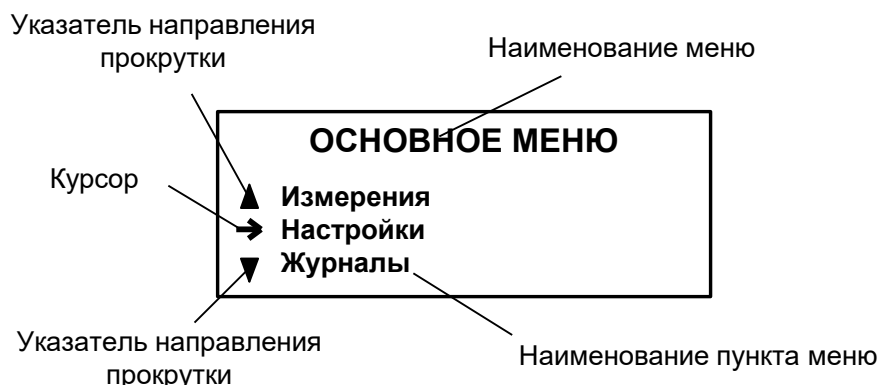 Указатель направления
прокрутки
Наименование меню
ОСНОВНОЕ МЕНЮ
Курсор
Измерения
Настройки
Журналы
Указатель направления
прокрутки
Наименование пункта меню